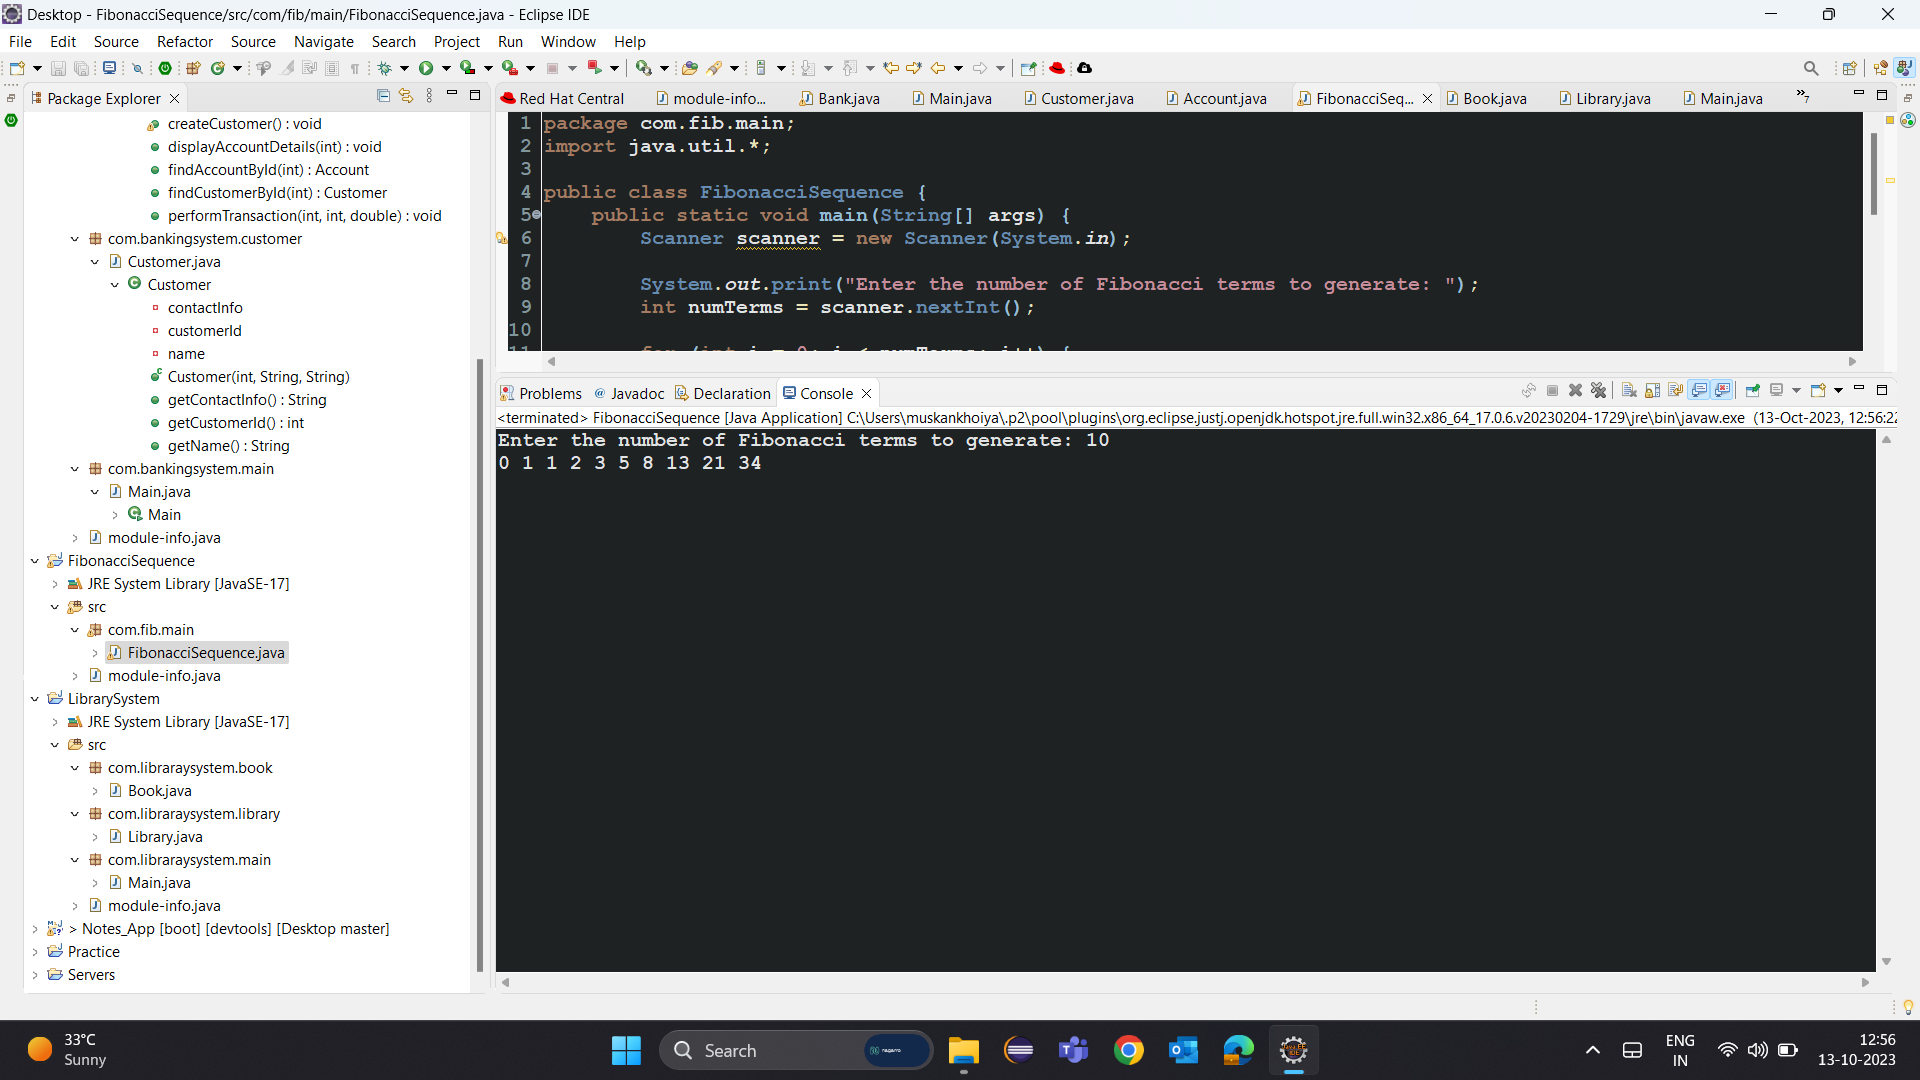 Desktop - FibonacciSequence/src/com/fib/main/FibonacciSequence.java - Eclipse IDE
File Edit Source Refactor Source Navigate Search Project Run Window Help
Package Explorer
createCustomer() : void
displayAccountDetails(int) : void
findAccountById(int) : Account
findCustomerById(int) : Customer
performTransaction(int, int, double) : void
com.bankingsystem.customer
Customer.java
Customer
contactInfo
customerId
name
Customer(int, String, String)
getContactInfo() : String
getCustomerId() : int
getName() : String
com.bankingsystem.main
Main.java
Main
module-info.java
FibonacciSequence
JRE System Library [JavaSE-17]
src
com.fib.main
FibonacciSequence.java
module-info.java
LibrarySystem
JRE System Library [JavaSE-17]
src
com.libraraysystem.book
Book.java
com.libraraysystem.library
Library.java
com.libraraysystem.main
Main.java
module-info.java
> Notes_App [boot] [devtools] [Desktop master]
Practice
Servers
Red Hat Central module-info... Bank.java Main.java Customer.java Account.java FibonacciSeq... Book.java Library.java Main.java »7
1 package com.fib.main;
2 import java.util.*;
3
4 public class FibonacciSequence {
5 public static void main(String[] args) {
6 Scanner scanner = new Scanner(System.in);
7
8 System.out.print("Enter the number of Fibonacci terms to generate: ");
9 int numTerms = scanner.nextInt();
10
Problems Javadoc Declaration Console
<terminated> FibonacciSequence [Java Application] C:\Users\muskankhoiya\.p2\pool\plugins\org.eclipse.justj.openjdk.hotspot.jre.full.win32.x86_64_17.0.6.v20230204-1729\jre\bin\javaw.exe (13-Oct-2023, 12:56:22
Enter the number of Fibonacci terms to generate: 10
0 1 1 2 3 5 8 13 21 34
33°C
Sunny
Search
nagarro
ENG
IN
12:56
13-10-2023